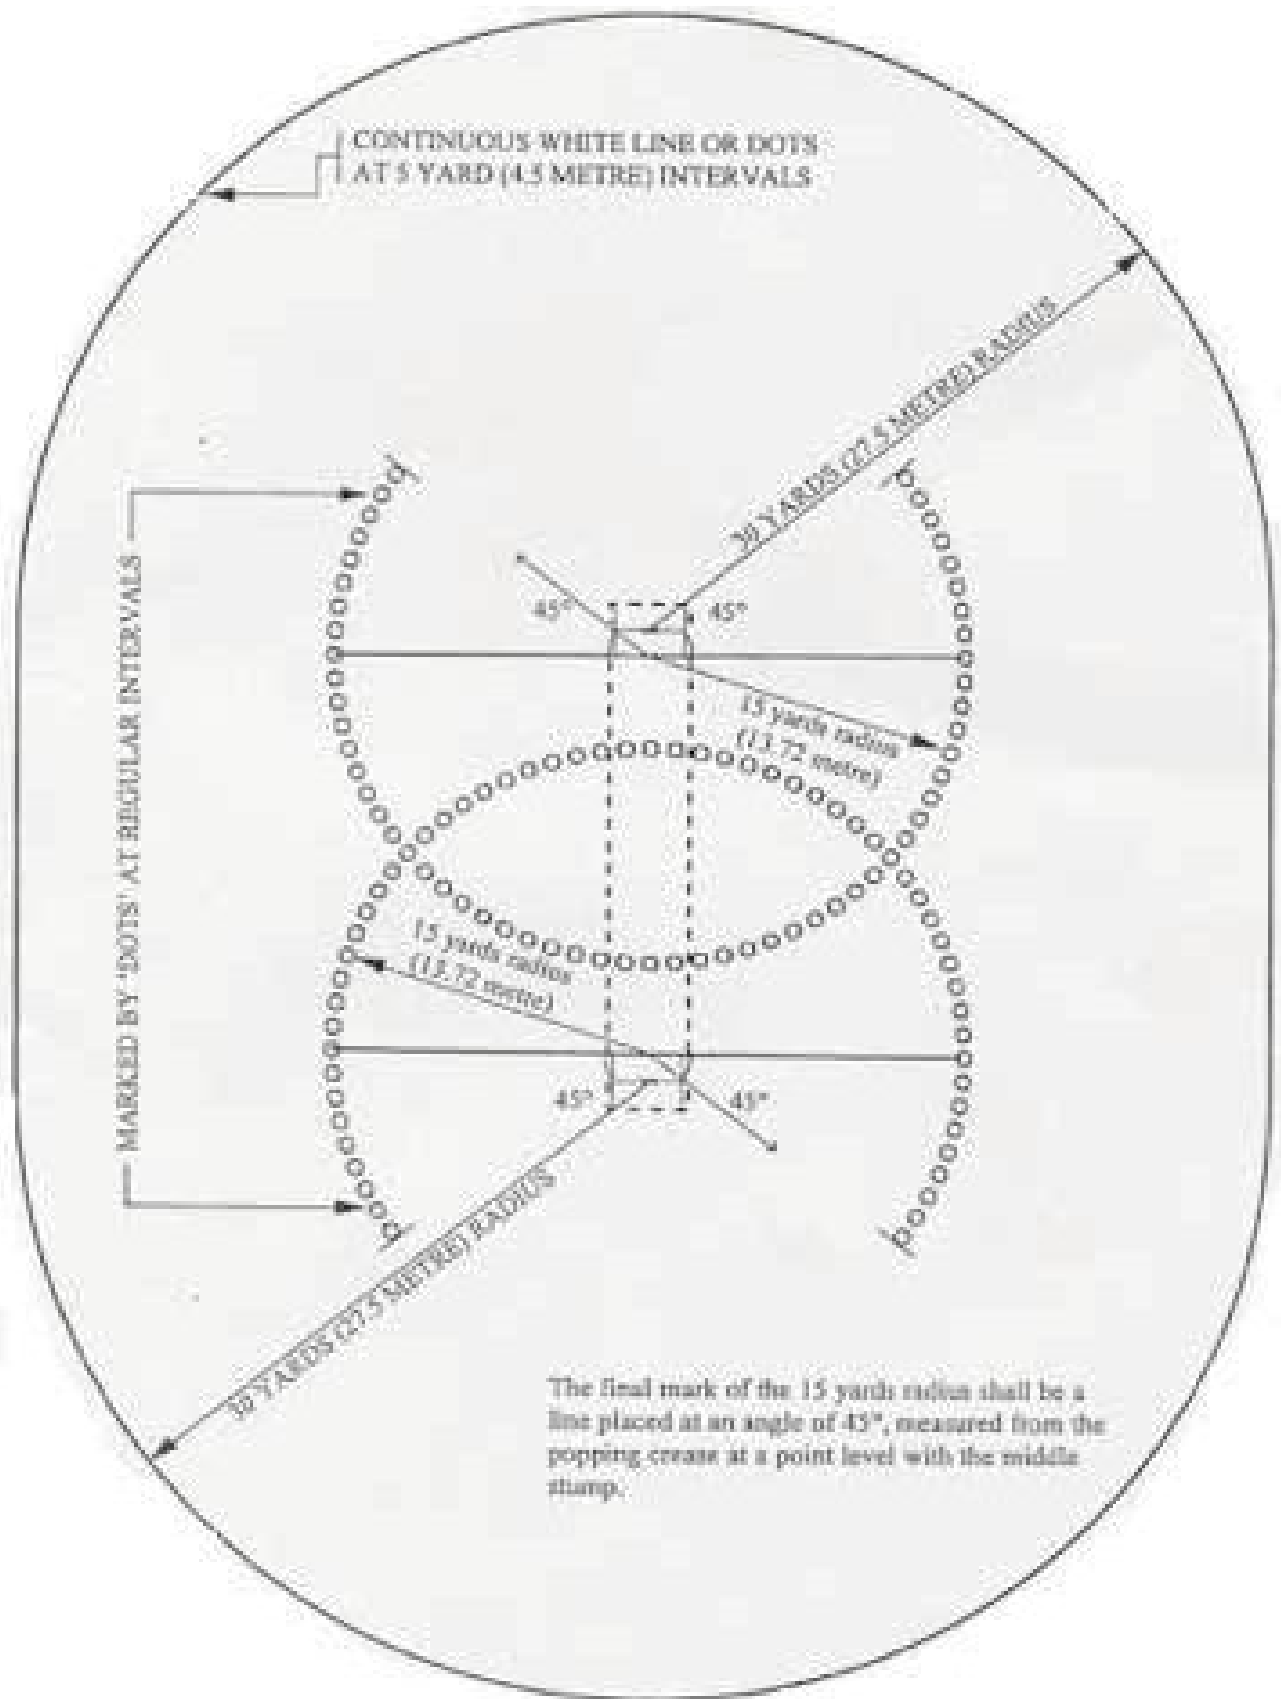 CONTINUOUS WHITE LINE OR DOTS
AT 5 YARD (4.5 METRE) INTERVALS
30 YARDS (27.5 METRE) RADIUS
MARKED BY 'DOTS' AT REGULAR INTERVALS
45°
45°
15 yards radius
(13.72 metre)
15 yards radius
(13.72 metre)
45°
45°
30 YARDS (27.5 METRE) RADIUS
The final mark of the 15 yards radius shall be a
line placed at an angle of 45°, measured from the
popping crease at a point level with the middle
stump.